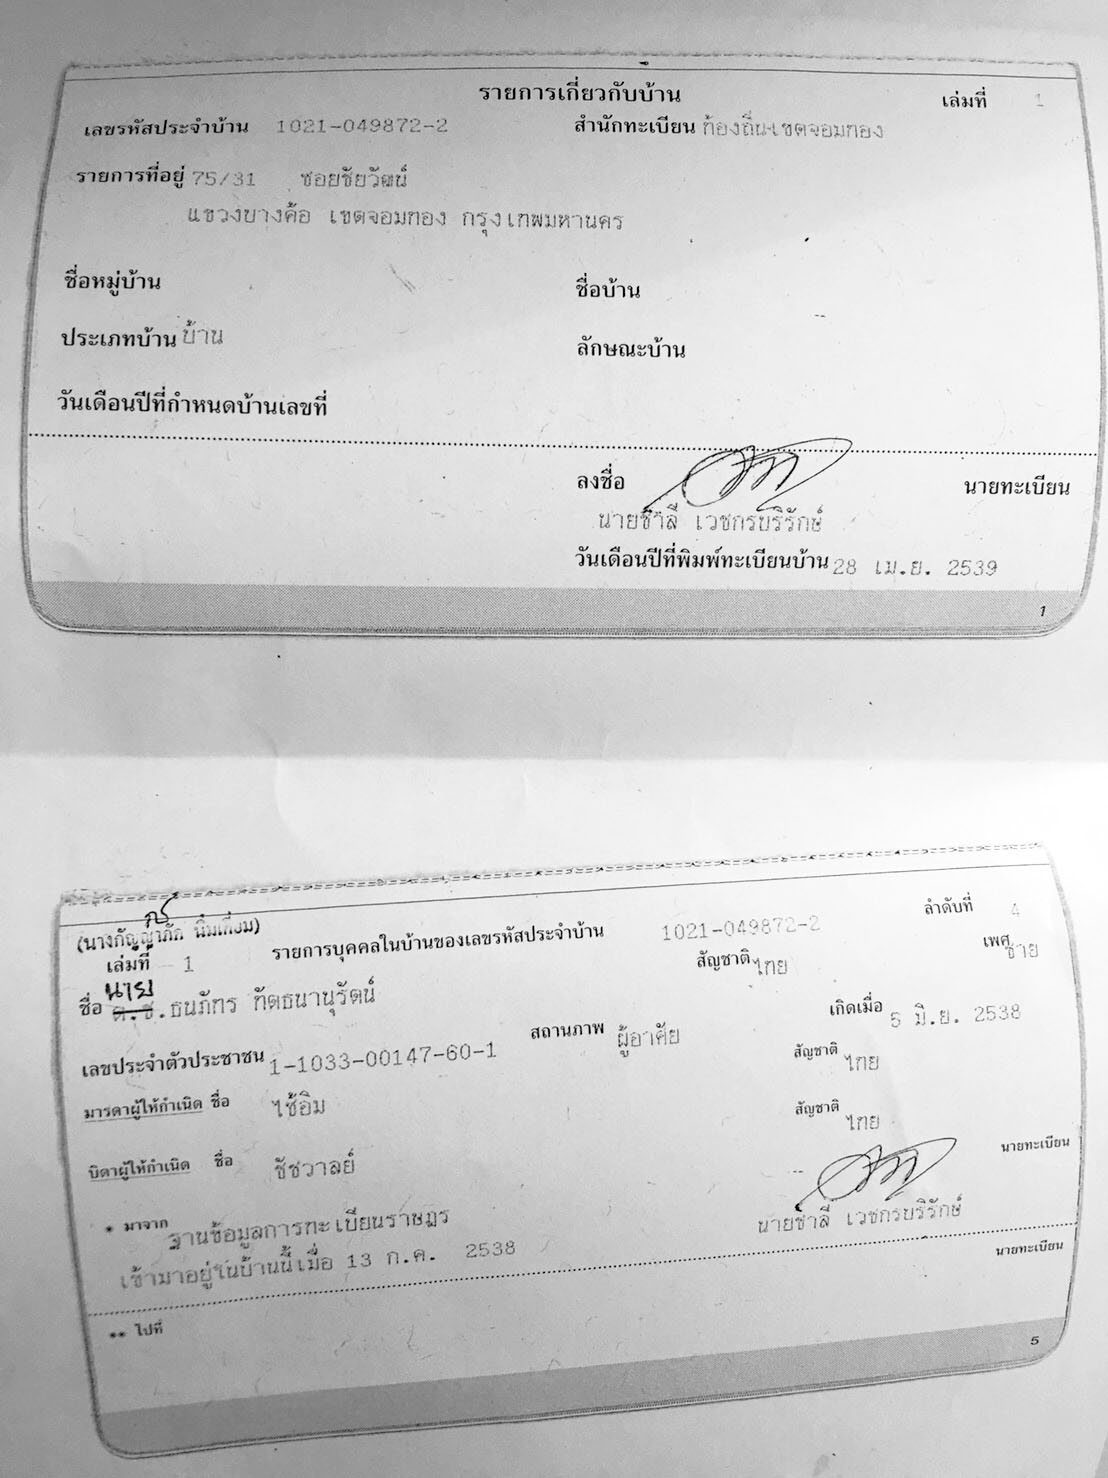 รายการเกี่ยวกับบ้าน เล่มที่ 1
เลขรหัสประจำบ้าน 1021-049872-2 สำนักทะเบียน ท้องถิ่นเขตจอมทอง
รายการที่อยู่ 75/31 ซอยชัยวัฒน์
แขวงบางค้อ เขตจอมทอง กรุงเทพมหานคร
ชื่อหมู่บ้าน ชื่อบ้าน
ประเภทบ้าน บ้าน ลักษณะบ้าน
วันเดือนปีที่กำหนดบ้านเลขที่
ลงชื่อ นายทะเบียน
นายชำลี เวชกรบริรักษ์
วันเดือนปีที่พิมพ์ทะเบียนบ้าน 28 เม.ย. 2539
1
(นางกัญญาภัค นิ่มเกื่อม)
เล่มที่ 1 รายการบุคคลในบ้านของเลขรหัสประจำบ้าน 1021-049872-2 ลำดับที่ 4
ชื่อ นาย ด.ช.ธนภัทร ทัดธนานุรัตน์ สัญชาติ ไทย เพศ ชาย
เลขประจำตัวประชาชน 1-1033-00147-60-1 สถานภาพ ผู้อาศัย เกิดเมื่อ 5 มิ.ย. 2538
มารดาผู้ให้กำเนิด ชื่อ ไซ้อิม สัญชาติ ไทย
บิดาผู้ให้กำเนิด ชื่อ ชัชวาลย์ สัญชาติ ไทย
* มาจาก ฐานข้อมูลการทะเบียนราษฎร นายทะเบียน
เข้ามาอยู่ในบ้านนี้เมื่อ 13 ก.ค. 2538 นายชำลี เวชกรบริรักษ์
** ไปที่ นายทะเบียน
5